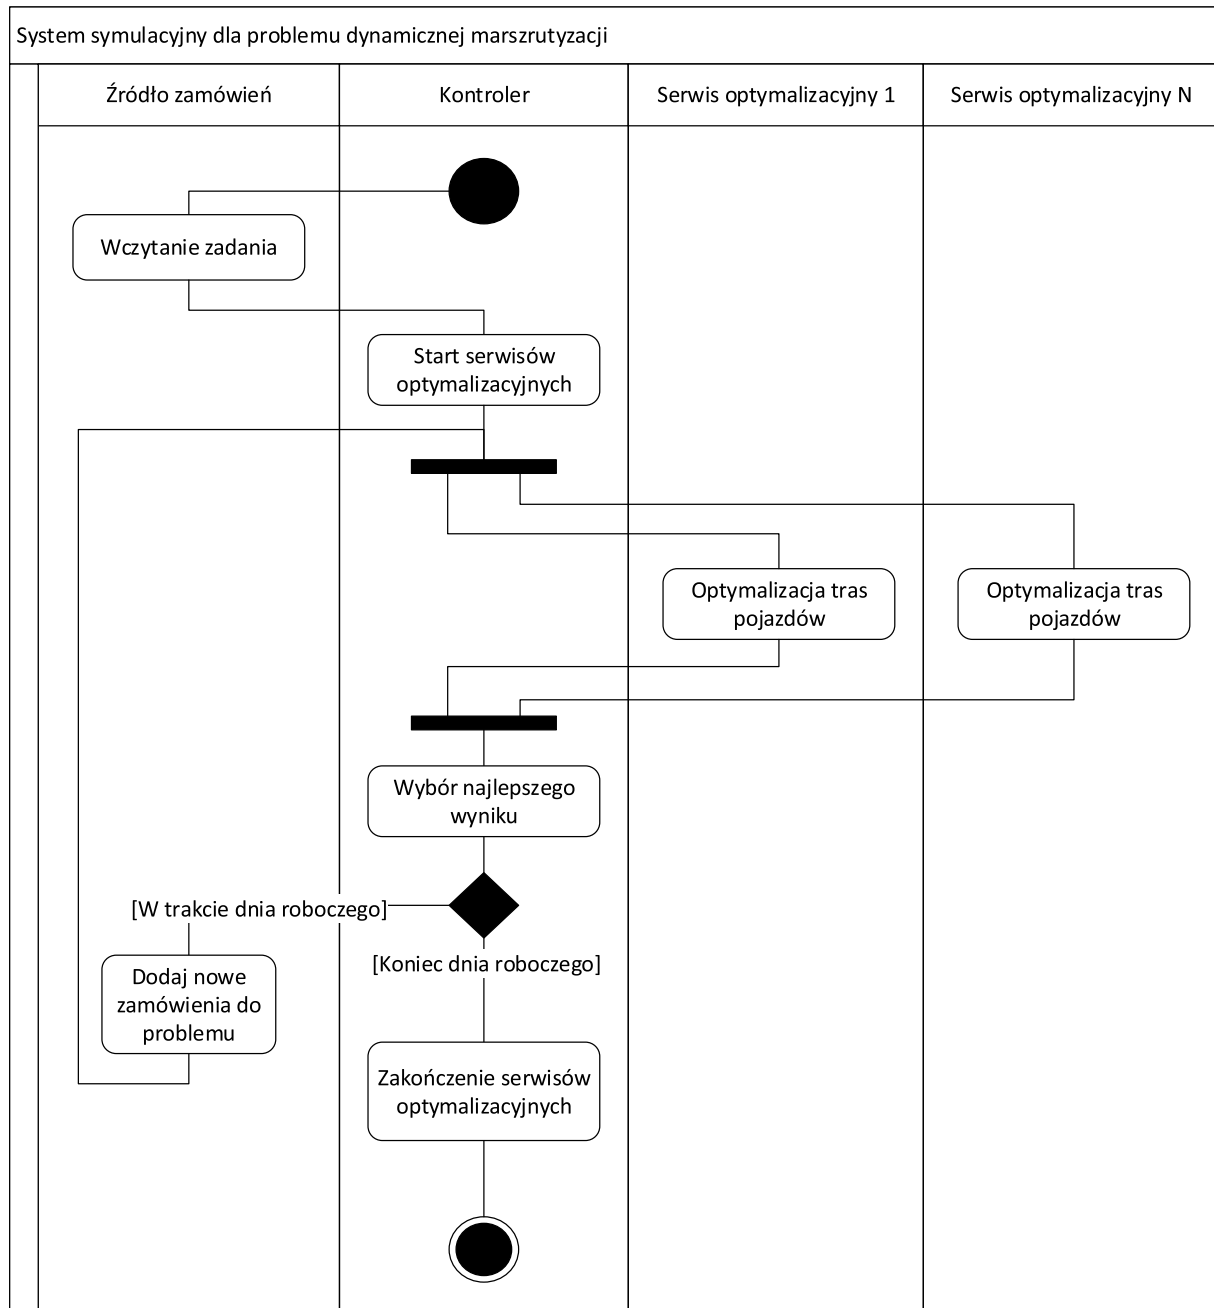 System symulacyjny dla problemu dynamicznej marszrutyzacji
Źródło zamówień
Kontroler
Serwis optymalizacyjny 1
Serwis optymalizacyjny N
Wczytanie zadania
Start serwisów
optymalizacyjnych
Optymalizacja tras
pojazdów
Optymalizacja tras
pojazdów
Wybór najlepszego
wyniku
[W trakcie dnia roboczego]
[Koniec dnia roboczego]
Dodaj nowe
zamówienia do
problemu
Zakończenie serwisów
optymalizacyjnych